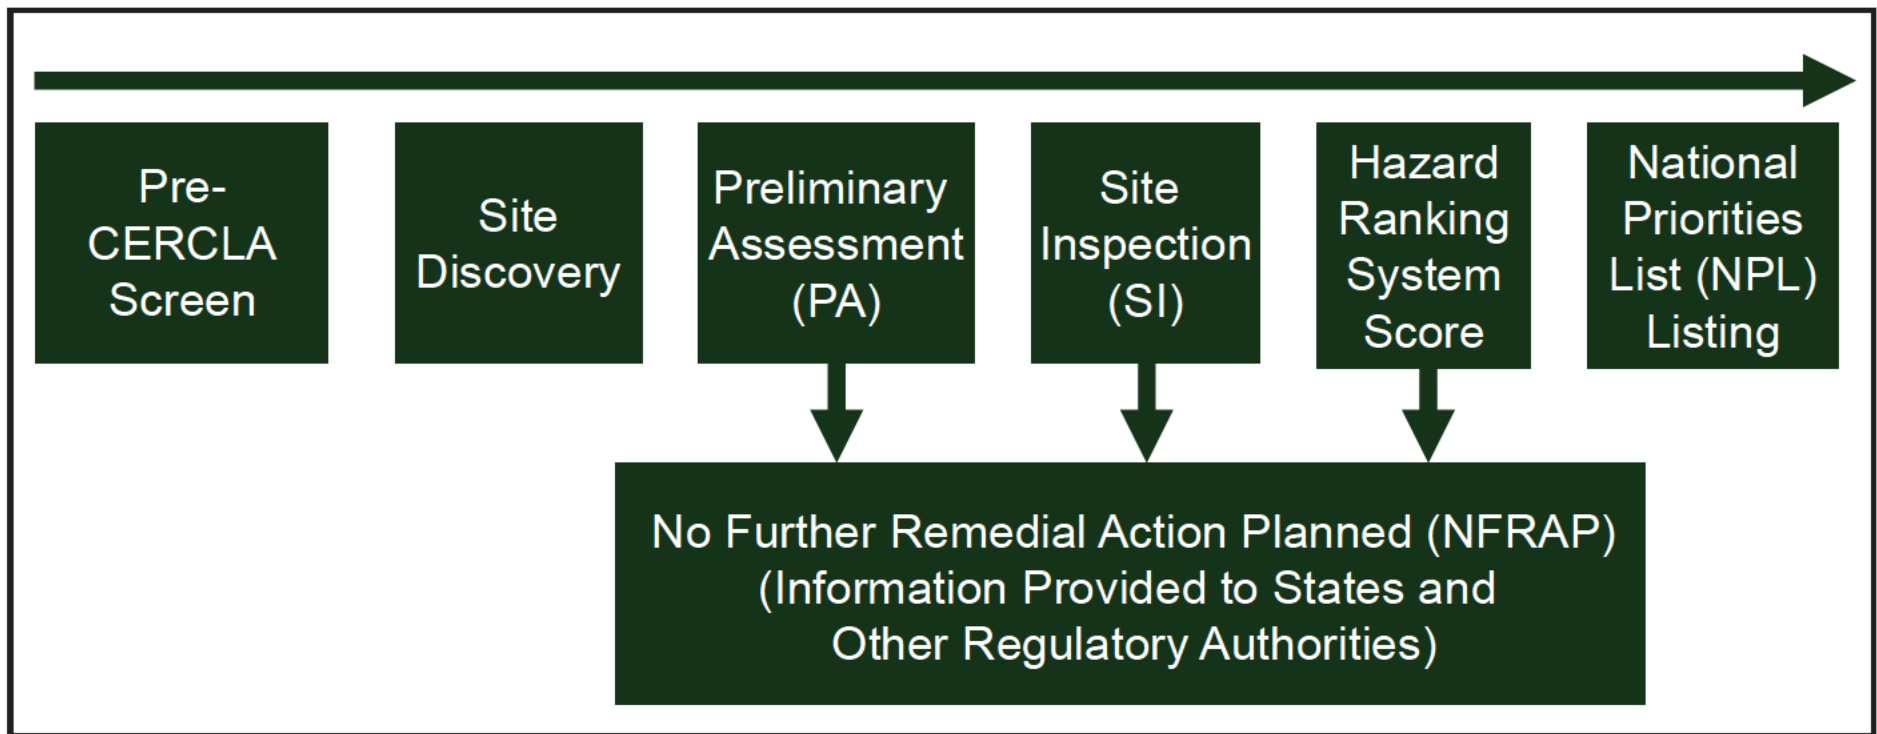 Pre-
CERCLA
Screen
Site
Discovery
Preliminary
Assessment
(PA)
Site
Inspection
(SI)
Hazard
Ranking
System
Score
National
Priorities
List (NPL)
Listing
No Further Remedial Action Planned (NFRAP)
(Information Provided to States and
Other Regulatory Authorities)